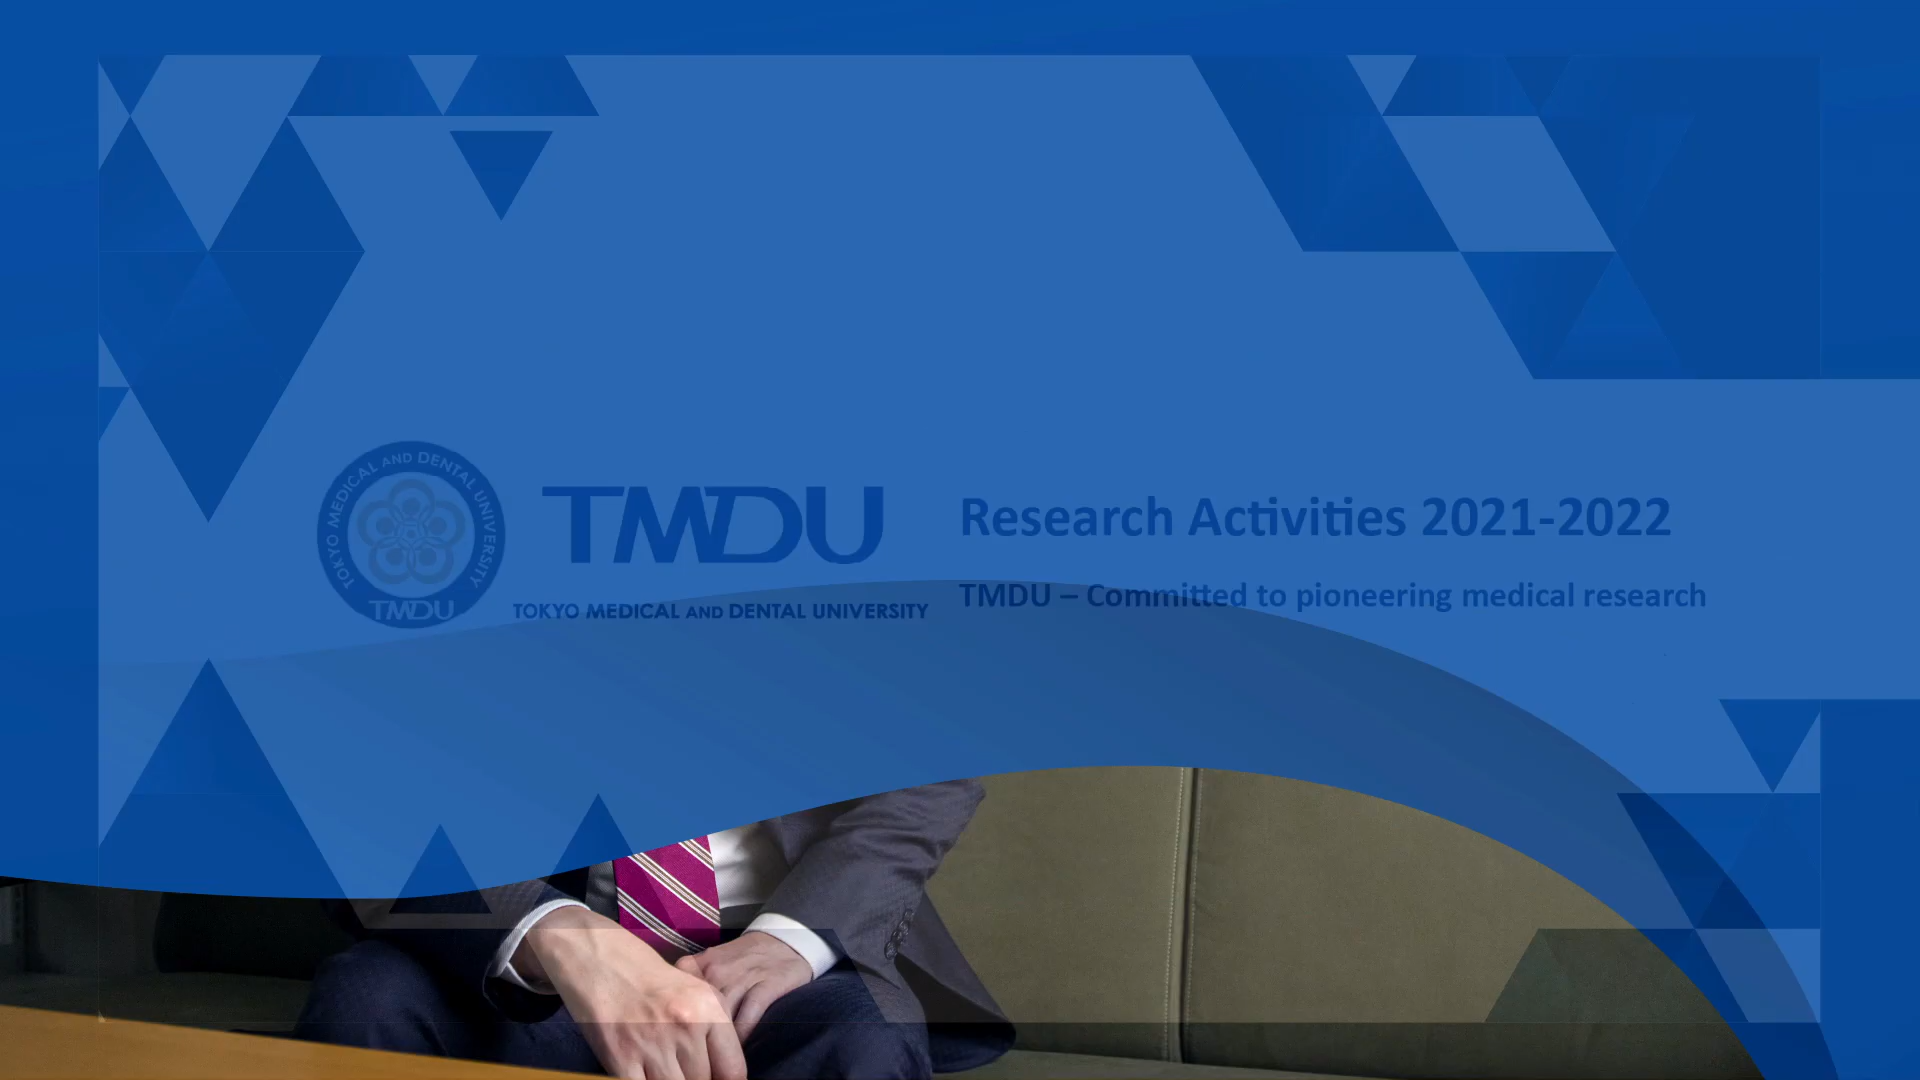 TOKYO MEDICAL AND DENTAL UNIVERSITY
TMDU
TMDU
TOKYO MEDICAL AND DENTAL UNIVERSITY
Research Activities 2021-2022
TMDU – Committed to pioneering medical research